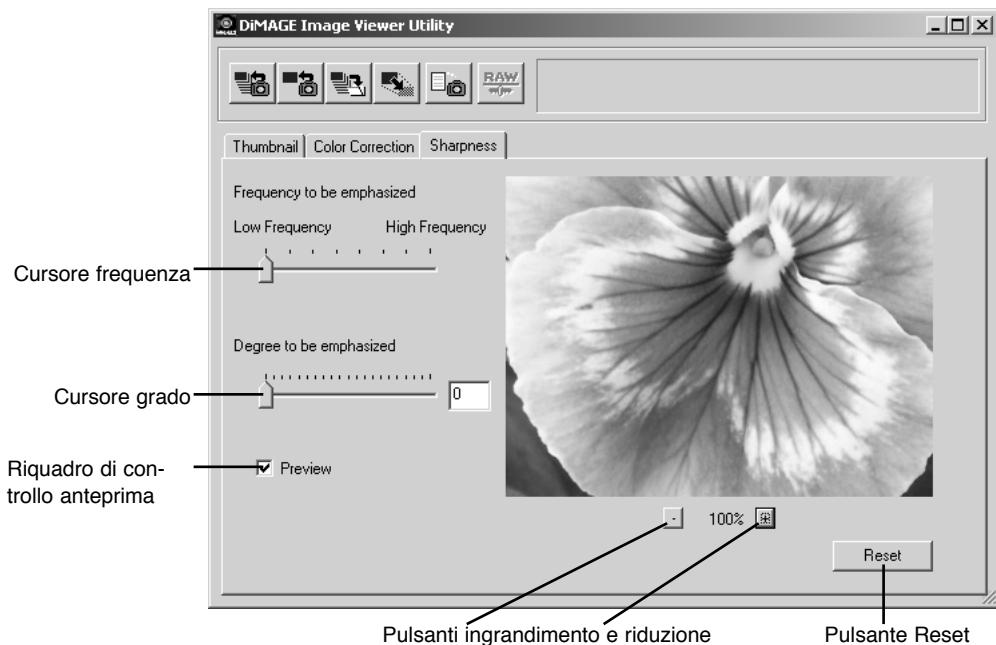 DiMAGE Image Viewer Utility
RAW
Thumbnail Color Correction Sharpness
Frequency to be emphasized
Low Frequency High Frequency
Cursore frequenza
Degree to be emphasized
Cursore grado
0
Riquadro di con-
trollo anteprima
Preview
- 100% +
Reset
Pulsanti ingrandimento e riduzione
Pulsante Reset